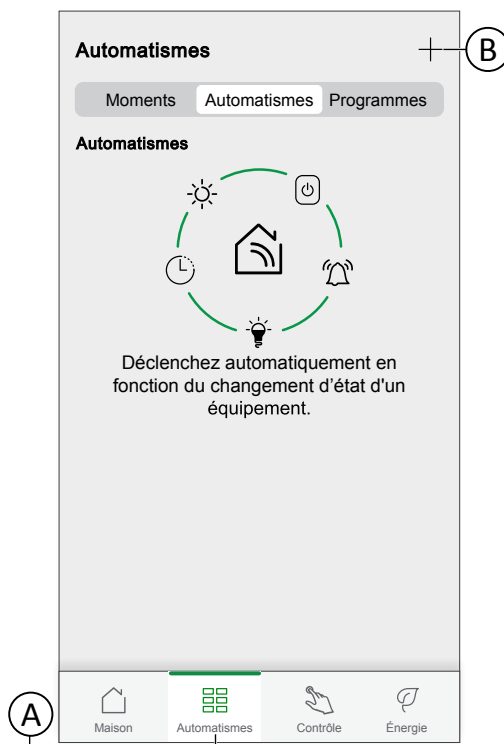 Automatismes
B
Moments Automatismes Programmes
Automatismes
Déclenchez automatiquement en
fonction du changement d'état d'un
équipement.
A
Maison Automatismes Contrôle Énergie